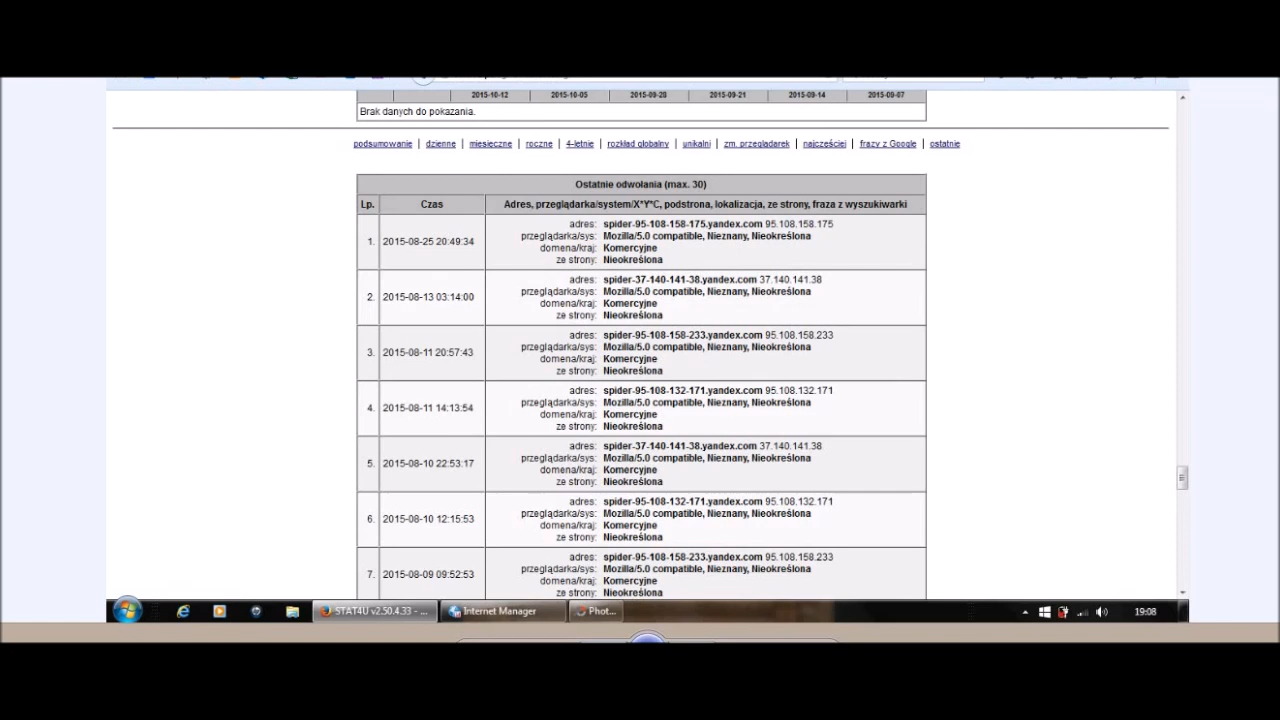 2015-10-12 2015-10-05 2015-09-28 2015-09-21 2015-09-14 2015-09-07
Brak danych do pokazania.
podsumowanie | dzienne | miesięczne | roczne | 4-letnie | rozkład globalny | unikalni | zm. przeglądarek | najczęściej | frazy z Google | ostatnie
Ostatnie odwołania (max. 30)
Lp. Czas Adres, przeglądarka/system/X*Y*C, podstrona, lokalizacja, ze strony, fraza z wyszukiwarki
1. 2015-08-25 20:49:34
adres: spider-95-108-158-175.yandex.com 95.108.158.175
przeglądarka/sys: Mozilla/5.0 compatible, Nieznany, Nieokreślona
domena/kraj: Komercyjne
ze strony: Nieokreślona
2. 2015-08-13 03:14:00
adres: spider-37-140-141-38.yandex.com 37.140.141.38
przeglądarka/sys: Mozilla/5.0 compatible, Nieznany, Nieokreślona
domena/kraj: Komercyjne
ze strony: Nieokreślona
3. 2015-08-11 20:57:43
adres: spider-95-108-158-233.yandex.com 95.108.158.233
przeglądarka/sys: Mozilla/5.0 compatible, Nieznany, Nieokreślona
domena/kraj: Komercyjne
ze strony: Nieokreślona
4. 2015-08-11 14:13:54
adres: spider-95-108-132-171.yandex.com 95.108.132.171
przeglądarka/sys: Mozilla/5.0 compatible, Nieznany, Nieokreślona
domena/kraj: Komercyjne
ze strony: Nieokreślona
5. 2015-08-10 22:53:17
adres: spider-37-140-141-38.yandex.com 37.140.141.38
przeglądarka/sys: Mozilla/5.0 compatible, Nieznany, Nieokreślona
domena/kraj: Komercyjne
ze strony: Nieokreślona
6. 2015-08-10 12:15:53
adres: spider-95-108-132-171.yandex.com 95.108.132.171
przeglądarka/sys: Mozilla/5.0 compatible, Nieznany, Nieokreślona
domena/kraj: Komercyjne
ze strony: Nieokreślona
7. 2015-08-09 09:52:53
adres: spider-95-108-158-233.yandex.com 95.108.158.233
przeglądarka/sys: Mozilla/5.0 compatible, Nieznany, Nieokreślona
domena/kraj: Komercyjne
ze strony: Nieokreślona
STAT4U v2.50.4.33 - ... Internet Manager Phot... 19:08